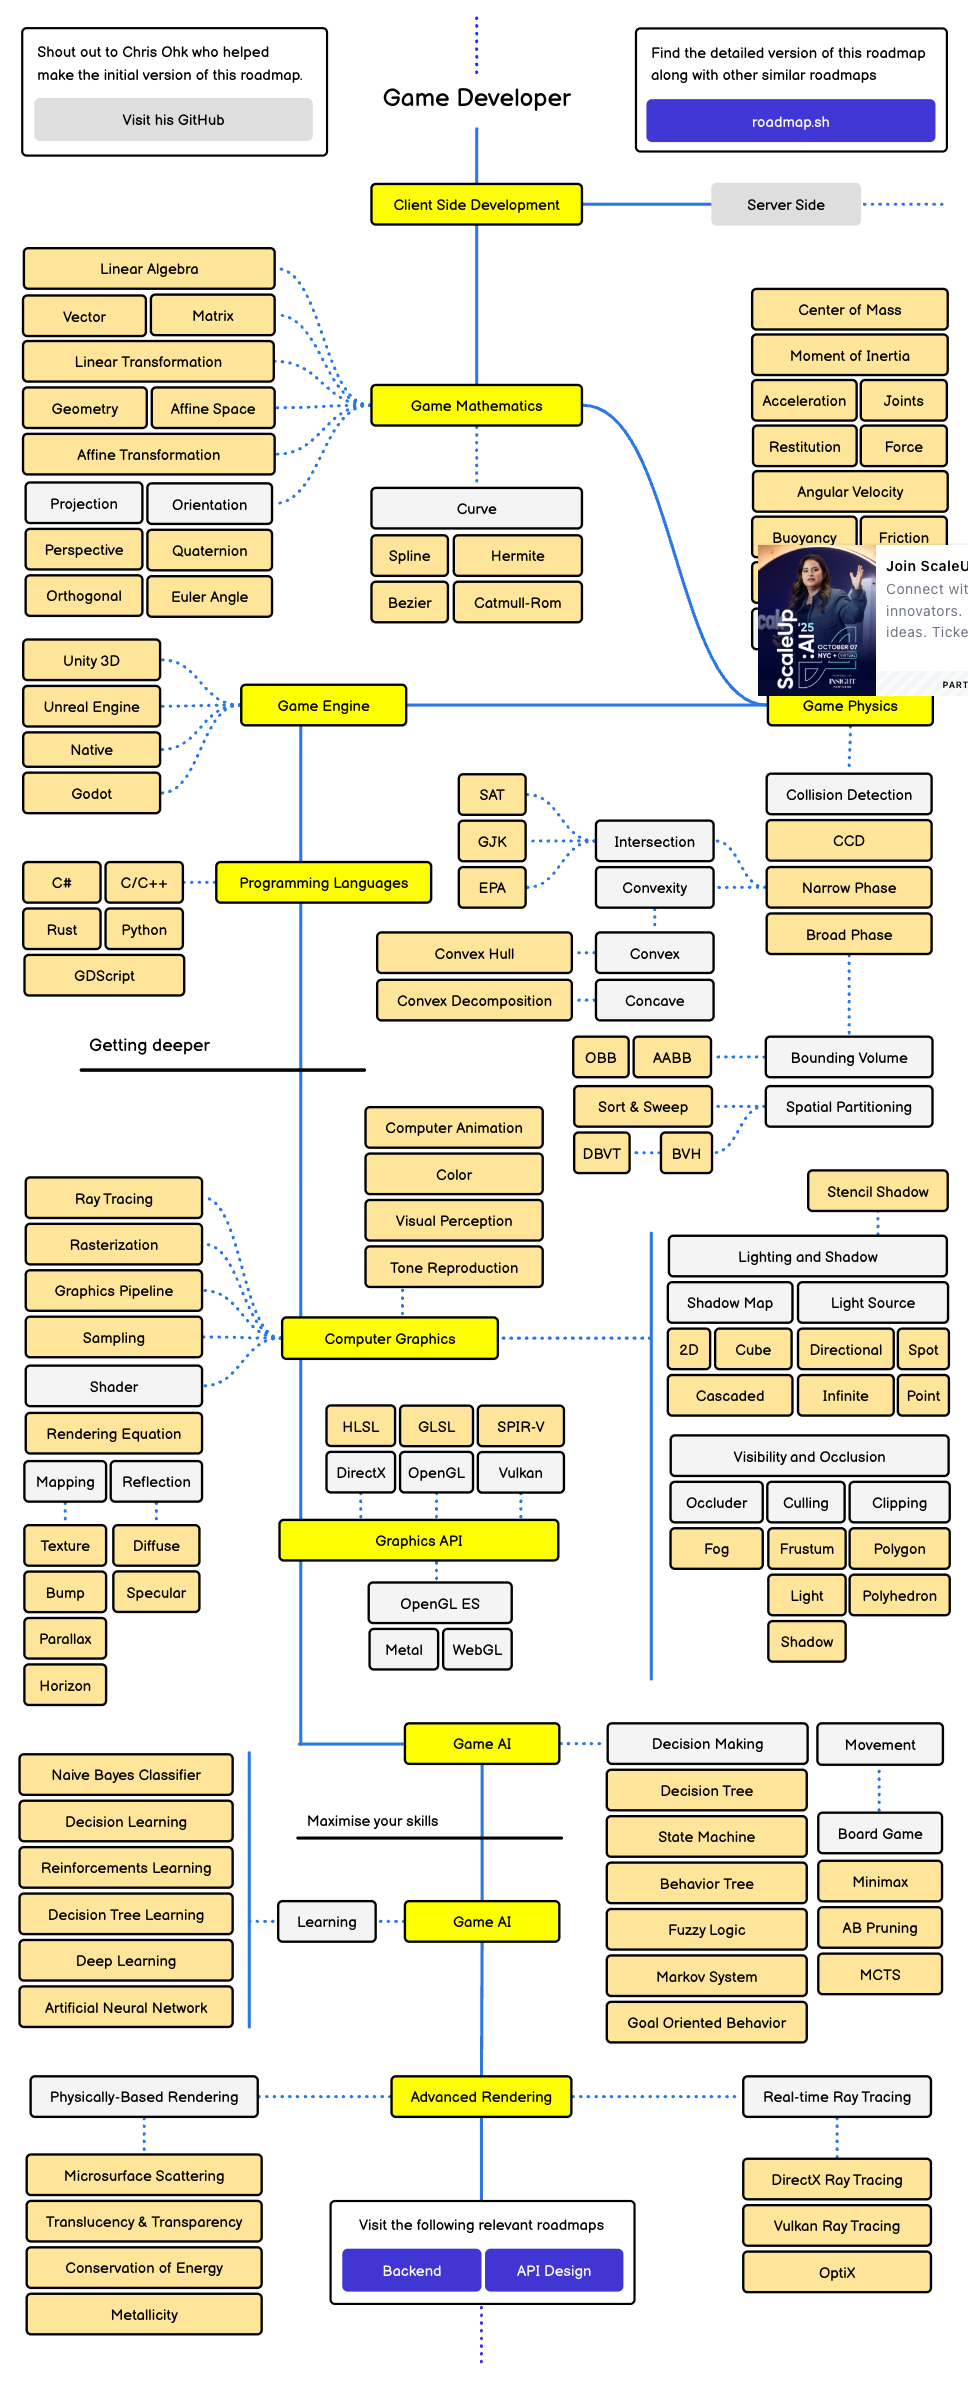 Shout out to Chris Ohk who helped
make the initial version of this roadmap.
Visit his GitHub
Game Developer
Find the detailed version of this roadmap
along with other similar roadmaps
roadmap.sh
Client Side Development
Server Side
Linear Algebra
Vector
Matrix
Linear Transformation
Geometry
Affine Space
Affine Transformation
Projection
Orientation
Perspective
Quaternion
Orthogonal
Euler Angle
Game Mathematics
Curve
Spline
Hermite
Bezier
Catmull-Rom
Center of Mass
Moment of Inertia
Acceleration
Joints
Restitution
Force
Angular Velocity
Buoyancy
Friction
ScaleUp
:AI'25
OCTOBER 07
NYC + VIRTUAL
INSIGHT
Join ScaleU
Connect wit
innovators.
ideas. Ticke
PART
Unity 3D
Unreal Engine
Native
Godot
Game Engine
Game Physics
Collision Detection
CCD
Narrow Phase
Broad Phase
SAT
GJK
EPA
Intersection
Convexity
Convex Hull
Convex
Convex Decomposition
Concave
C#
C/C++
Rust
Python
GDScript
Programming Languages
Getting deeper
OBB
AABB
Bounding Volume
Sort & Sweep
Spatial Partitioning
DBVT
BVH
Computer Animation
Color
Visual Perception
Tone Reproduction
Ray Tracing
Rasterization
Graphics Pipeline
Sampling
Shader
Rendering Equation
Mapping
Reflection
Texture
Diffuse
Bump
Specular
Parallax
Horizon
Computer Graphics
Stencil Shadow
Lighting and Shadow
Shadow Map
Light Source
2D
Cube
Directional
Spot
Cascaded
Infinite
Point
Visibility and Occlusion
Occluder
Culling
Clipping
Fog
Frustum
Polygon
Light
Polyhedron
Shadow
HLSL
GLSL
SPIR-V
DirectX
OpenGL
Vulkan
Graphics API
OpenGL ES
Metal
WebGL
Game AI
Decision Making
Movement
Decision Tree
State Machine
Behavior Tree
Fuzzy Logic
Markov System
Goal Oriented Behavior
Board Game
Minimax
AB Pruning
MCTS
Maximise your skills
Naive Bayes Classifier
Decision Learning
Reinforcements Learning
Decision Tree Learning
Deep Learning
Artificial Neural Network
Learning
Game AI
Physically-Based Rendering
Advanced Rendering
Real-time Ray Tracing
Microsurface Scattering
Translucency & Transparency
Conservation of Energy
Metallicity
DirectX Ray Tracing
Vulkan Ray Tracing
OptiX
Visit the following relevant roadmaps
Backend
API Design